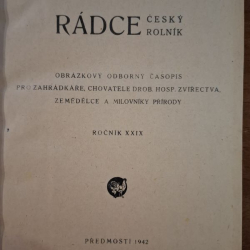 RÁDCE ČESKÝ
ROLNÍK
OBRÁZKOVÝ ODBORNÝ ČASOPIS
PRO ZAHRÁDKÁŘE, CHOVATELE DROB. HOSP. ZVÍŘECTVA,
ZEMĚDĚLCE A MILOVNÍKY PŘÍRODY
ROČNÍK XXIX
PŘEDMOSTÍ 1942